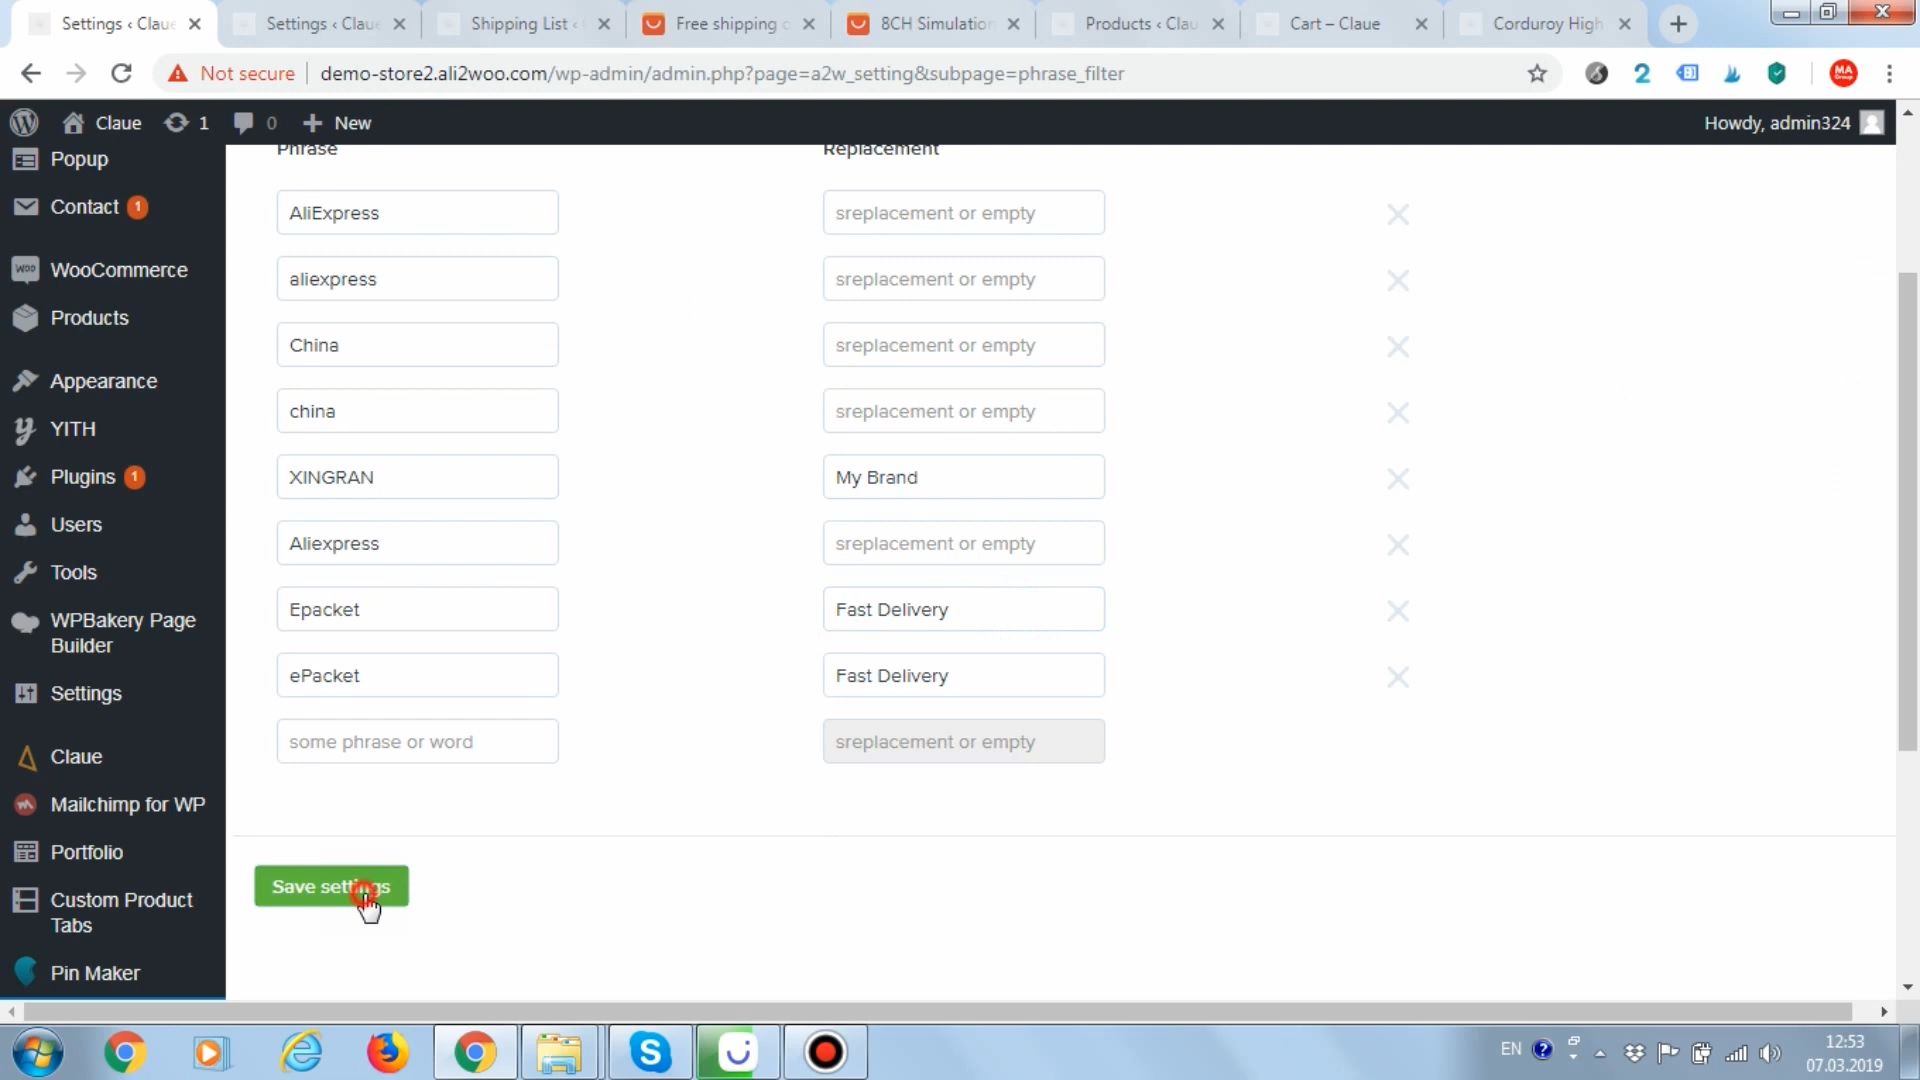 Settings ‹ Claue
Settings ‹ Claue
Shipping List ‹
Free shipping o
8CH Simulation
Products ‹ Clau
Cart – Claue
Corduroy High
Not secure
demo-store2.ali2woo.com/wp-admin/admin.php?page=a2w_setting&subpage=phrase_filter
2
MA
Group
Claue
1
0
New
Howdy, admin324
Popup
Contact 1
WooCommerce
Products
Appearance
YITH
Plugins 1
Users
Tools
WPBakery Page
Builder
Settings
Claue
Mailchimp for WP
Portfolio
Custom Product
Tabs
Pin Maker
Phrase
Replacement
AliExpress
sreplacement or empty
aliexpress
sreplacement or empty
China
sreplacement or empty
china
sreplacement or empty
XINGRAN
My Brand
Aliexpress
sreplacement or empty
Epacket
Fast Delivery
ePacket
Fast Delivery
some phrase or word
sreplacement or empty
Save settings
EN
12:53
07.03.2019